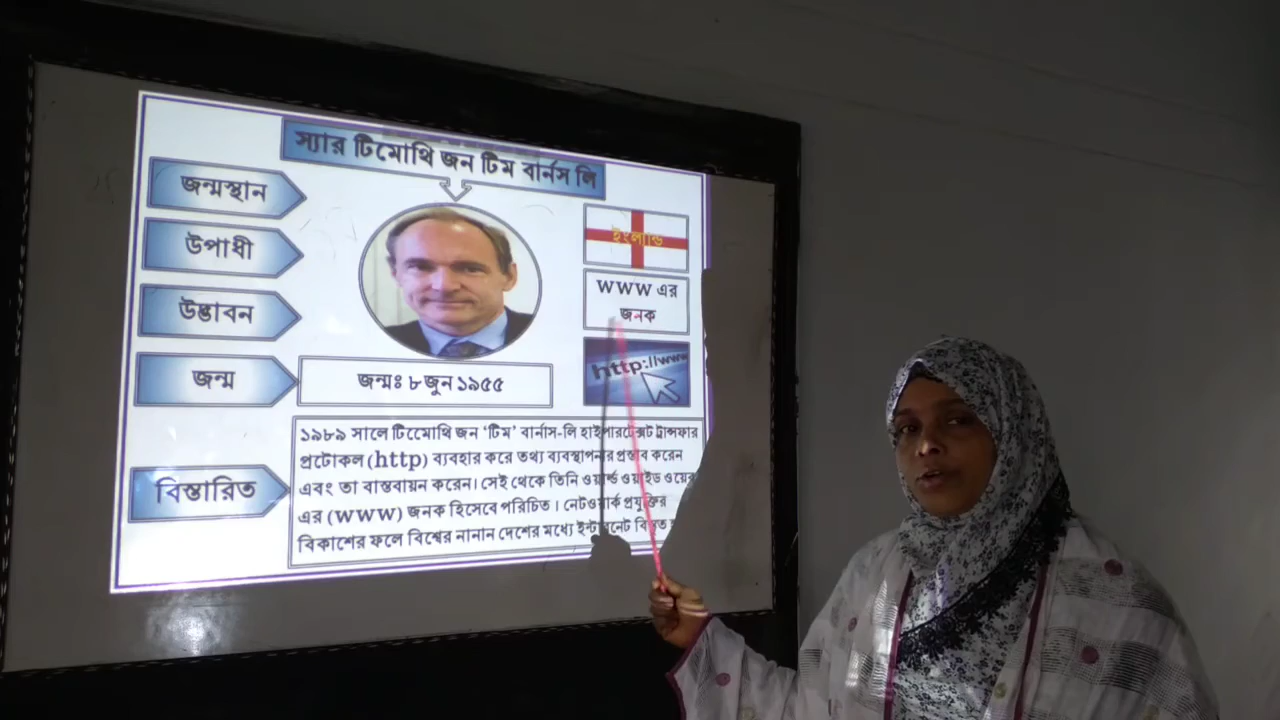 স্যার টিমোথি জন টিম বার্নস লি
জন্মস্থান
ইংল্যান্ড
উপাধী
WWW এর
জনক
উদ্ভাবন
http://www
জন্ম
জন্মঃ ৮ জুন ১৯৫৫
বিস্তারিত
১৯৮৯ সালে টিমোেথি জন ‘টিম’ বার্নাস-লি হাইপারটেক্সট ট্রান্সফার
প্রটোকল (http) ব্যবহার করে তথ্য ব্যবস্থাপনার প্রস্তাব করেন
এবং তা বাস্তবায়ন করেন। সেই থেকে তিনি ওয়ার্ল্ড ওয়াইড ওয়েব
এর (WWW) জনক হিসেবে পরিচিত। নেটওয়ার্ক প্রযুক্তির
বিকাশের ফলে বিশ্বের নানান দেশের মধ্যে ইন্টারনেট বিস্তৃত